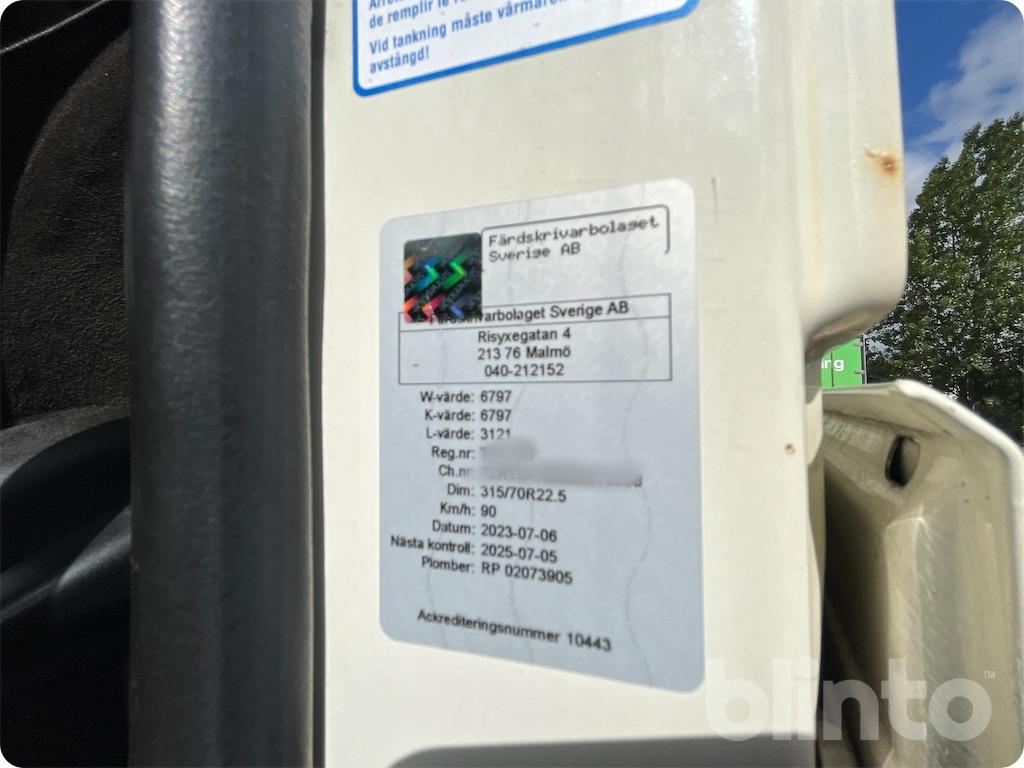 de remplir le
Vid tankning måste värmaren
avstängd!
Färdskrivarbolaget
Sverige AB
Färdskrivarbolaget Sverige AB
Risyxegatan 4
213 76 Malmö
040-212152
W-värde: 6797
K-värde: 6797
L-värde: 3121
Reg.nr:
Ch.nr:
Dim: 315/70R22.5
Km/h: 90
Datum: 2023-07-06
Nästa kontroll: 2025-07-05
Plomber: RP 02073905
Ackrediteringsnummer 10443
blinto™